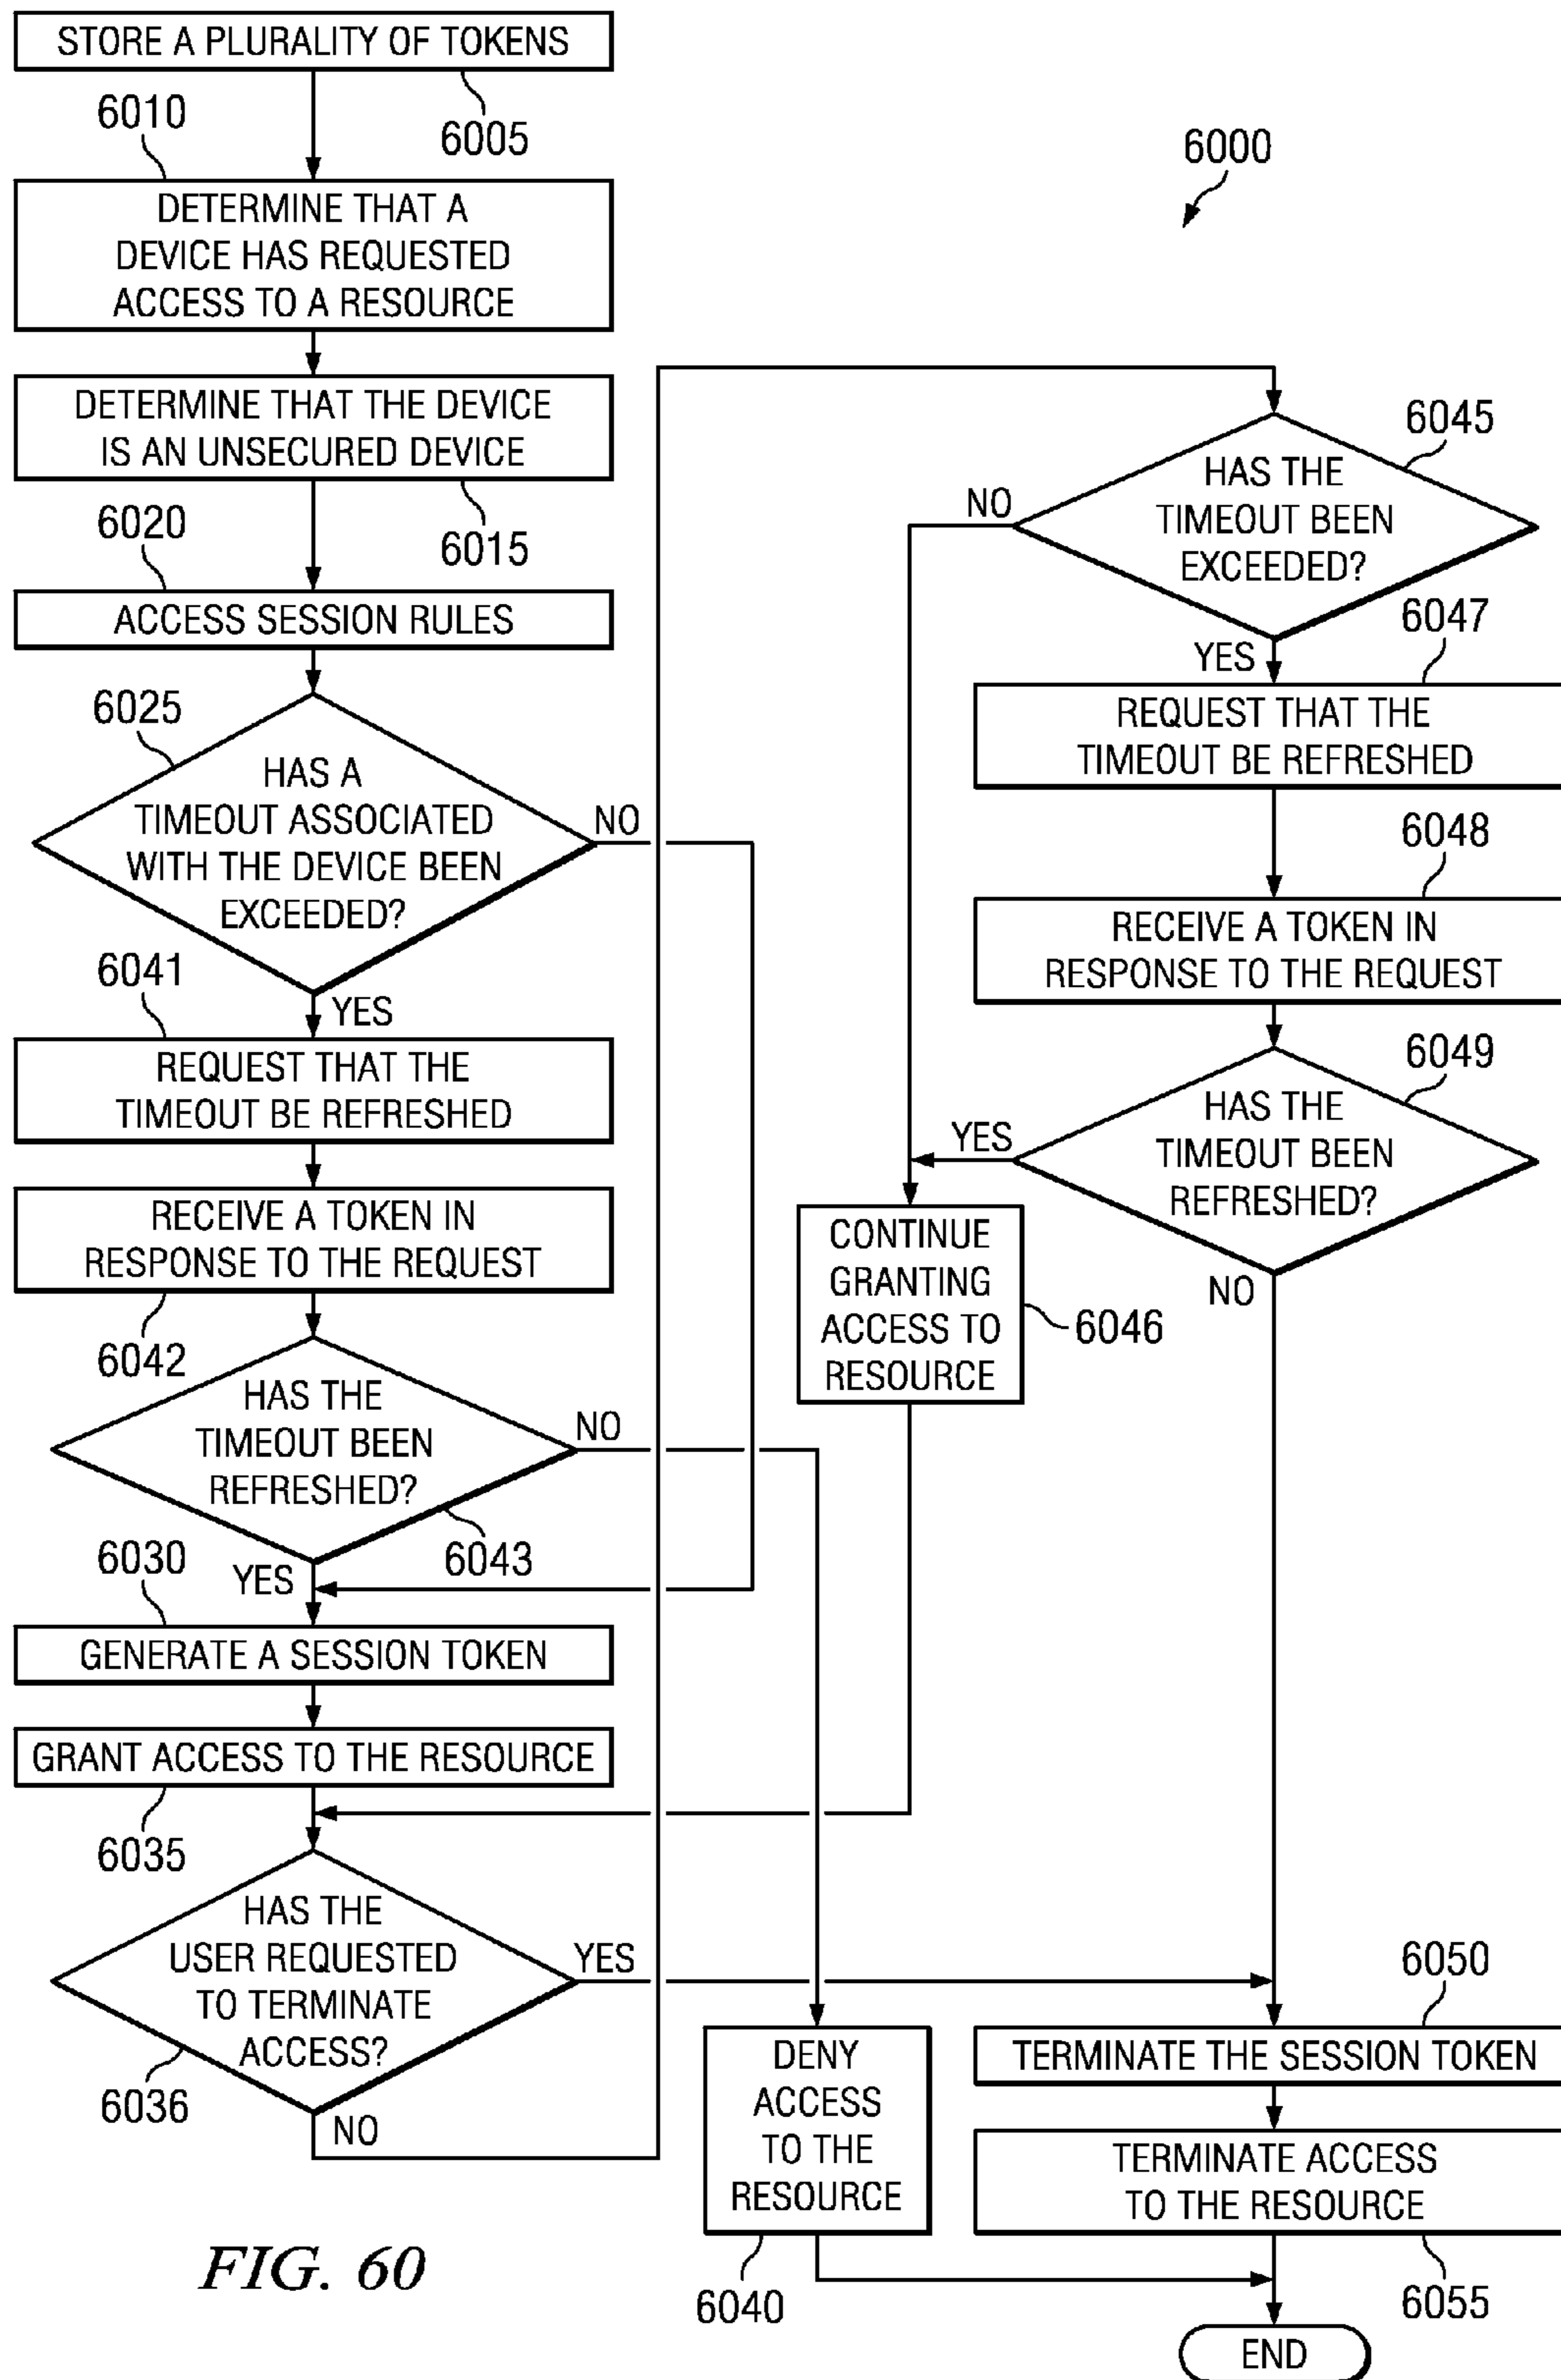 STORE A PLURALITY OF TOKENS
6005
6010
DETERMINE THAT A
DEVICE HAS REQUESTED
ACCESS TO A RESOURCE
6000
DETERMINE THAT THE DEVICE
IS AN UNSECURED DEVICE
6015
6020
ACCESS SESSION RULES
6025
HAS A
TIMEOUT ASSOCIATED
WITH THE DEVICE BEEN
EXCEEDED?
NO
YES
6041
REQUEST THAT THE
TIMEOUT BE REFRESHED
RECEIVE A TOKEN IN
RESPONSE TO THE REQUEST
6042
HAS THE
TIMEOUT BEEN
REFRESHED?
NO
6043
YES
6030
GENERATE A SESSION TOKEN
GRANT ACCESS TO THE RESOURCE
6035
HAS THE
USER REQUESTED
TO TERMINATE
ACCESS?
YES
6036
NO
6045
HAS THE
TIMEOUT BEEN
EXCEEDED?
NO
YES
6047
REQUEST THAT THE
TIMEOUT BE REFRESHED
6048
RECEIVE A TOKEN IN
RESPONSE TO THE REQUEST
6049
HAS THE
TIMEOUT BEEN
REFRESHED?
YES
NO
CONTINUE
GRANTING
ACCESS TO
RESOURCE
6046
DENY
ACCESS
TO THE
RESOURCE
6040
6050
TERMINATE THE SESSION TOKEN
TERMINATE ACCESS
TO THE RESOURCE
6055
END
FIG. 60